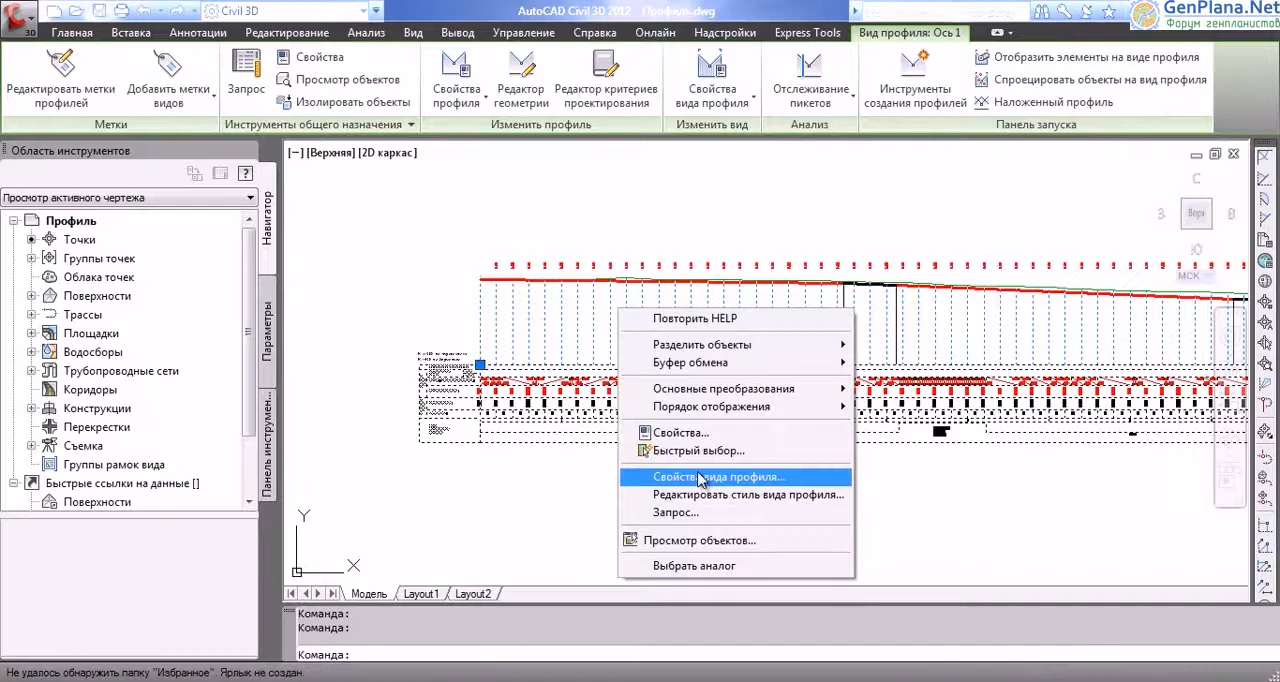 Civil 3D
AutoCAD Civil 3D 2012 Профиль.dwg
GenPlana.Net
Форум генпланистов
3D
Главная Вставка Аннотации Редактирование Анализ Вид Вывод Управление Справка Онлайн Надстройки Express Tools Вид профиля: Ось1
Редактировать метки профилей
Добавить метки видов
Метки
Запрос
Свойства
Просмотр объектов
Изолировать объекты
Инструменты общего назначения
Свойства профиля
Редактор геометрии
Редактор критериев проектирования
Изменить профиль
Свойства вида профиля
Изменить вид
Отслеживание пикетов
Анализ
Инструменты создания профилей
Отобразить элементы на виде профиля
Спроецировать объекты на вид профиля
Наложенный профиль
Панель запуска
Область инструментов
Просмотр активного чертежа
Профиль
Точки
Группы точек
Облака точек
Поверхности
Трассы
Площадки
Водосборы
Трубопроводные сети
Коридоры
Конструкции
Перекрестки
Съемка
Группы рамок вида
Быстрые ссылки на данные []
Поверхности
Навигатор
Параметры
Панель инструмен...
[−][Верхняя][2D каркас]
С
З Верх В
Ю
МСК
Повторить HELP
Разделить объекты
Буфер обмена
Основные преобразования
Порядок отображения
Свойства...
Быстрый выбор...
Свойства вида профиля...
Редактировать стиль вида профиля...
Запрос...
Просмотр объектов...
Выбрать аналог
Y
X
Модель Layout1 Layout2
Команда:
Команда:
Команда:
Не удалось обнаружить папку "Избранное". Ярлык не создан.